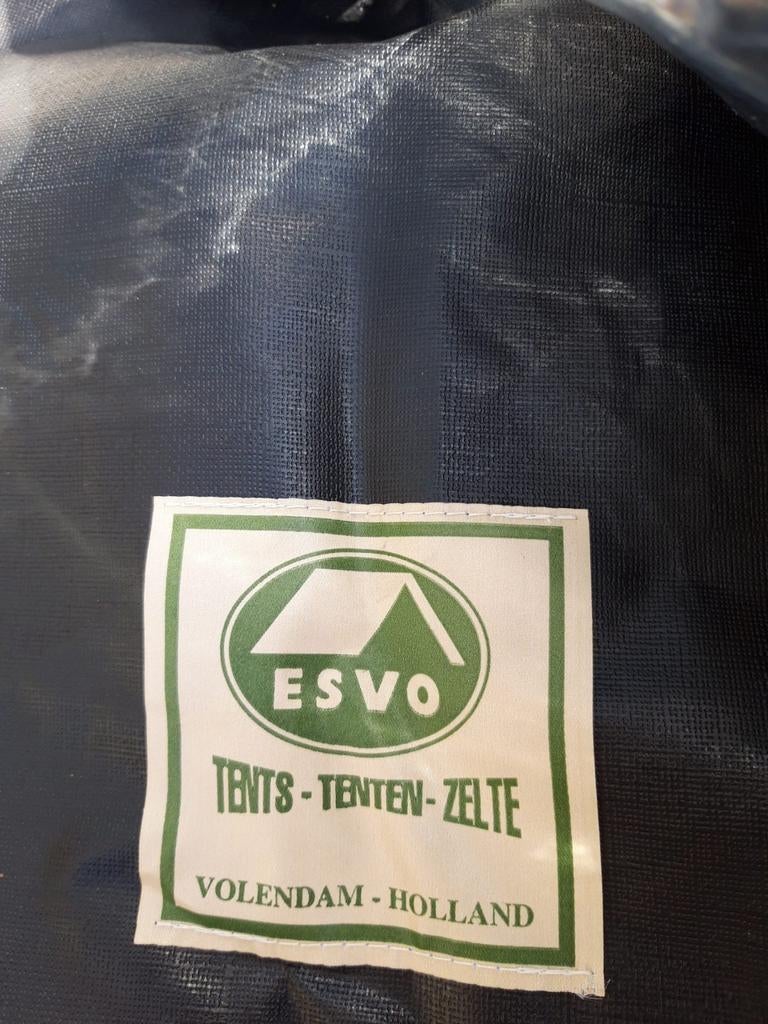 ESVO
TENTS - TENTEN - ZELTE
VOLENDAM - HOLLAND